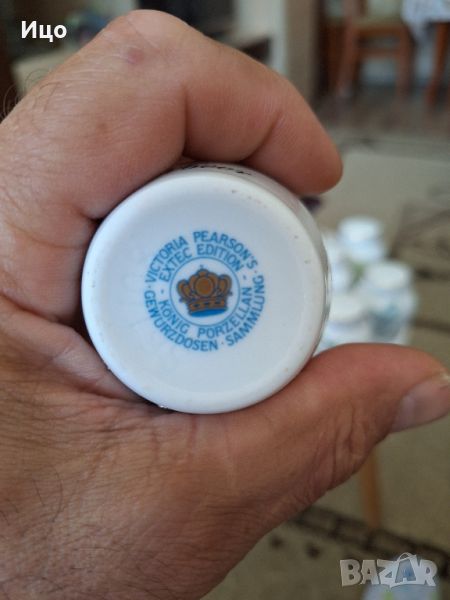 Ицо
VICTORIA PEARSON'S
EXTEC EDITION
KÖNIG PORZELLAN
GEWÜRZDOSEN · SAMMLUNG
BAZAR